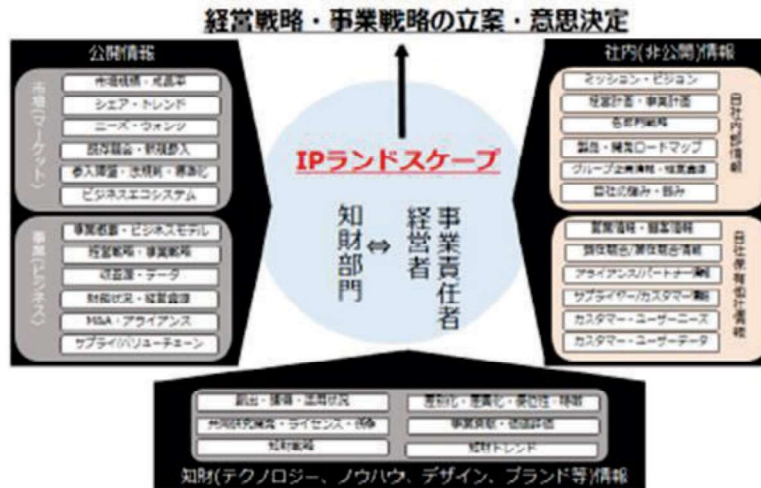 経営戦略・事業戦略の立案・意思決定
公開情報
市場(マーケット)
市場規模・成長率
シェア・トレンド
ニーズ・ウォンツ
既存競合・新規参入
参入障壁・法規制・標準化
ビジネスエコシステム
事業(ビジネス)
事業概要・ビジネスモデル
経営戦略・事業戦略
収益源・データ
財務状況・経営資源
M&A・アライアンス
サプライ/バリューチェーン
IPランドスケープ
知財部門
⇔
経営者
事業責任者
社内(非公開)情報
ミッション・ビジョン
経営計画・事業計画
各部門戦略
製品・開発ロードマップ
グループ企業情報・経営資源
自社の強み・弱み
自社内部情報
営業情報・顧客情報
アライアンス/パートナー情報
サプライヤー/カスタマー情報
カスタマー・ユーザーニーズ
カスタマー・ユーザーデータ
自社保有他社情報
創出・獲得・活用状況
共同研究開発・ライセンス・係争
知財戦略
差別化・差異化・優位性・特徴
事業貢献・価値評価
知財トレンド
知財(テクノロジー、ノウハウ、デザイン、ブランド等)情報